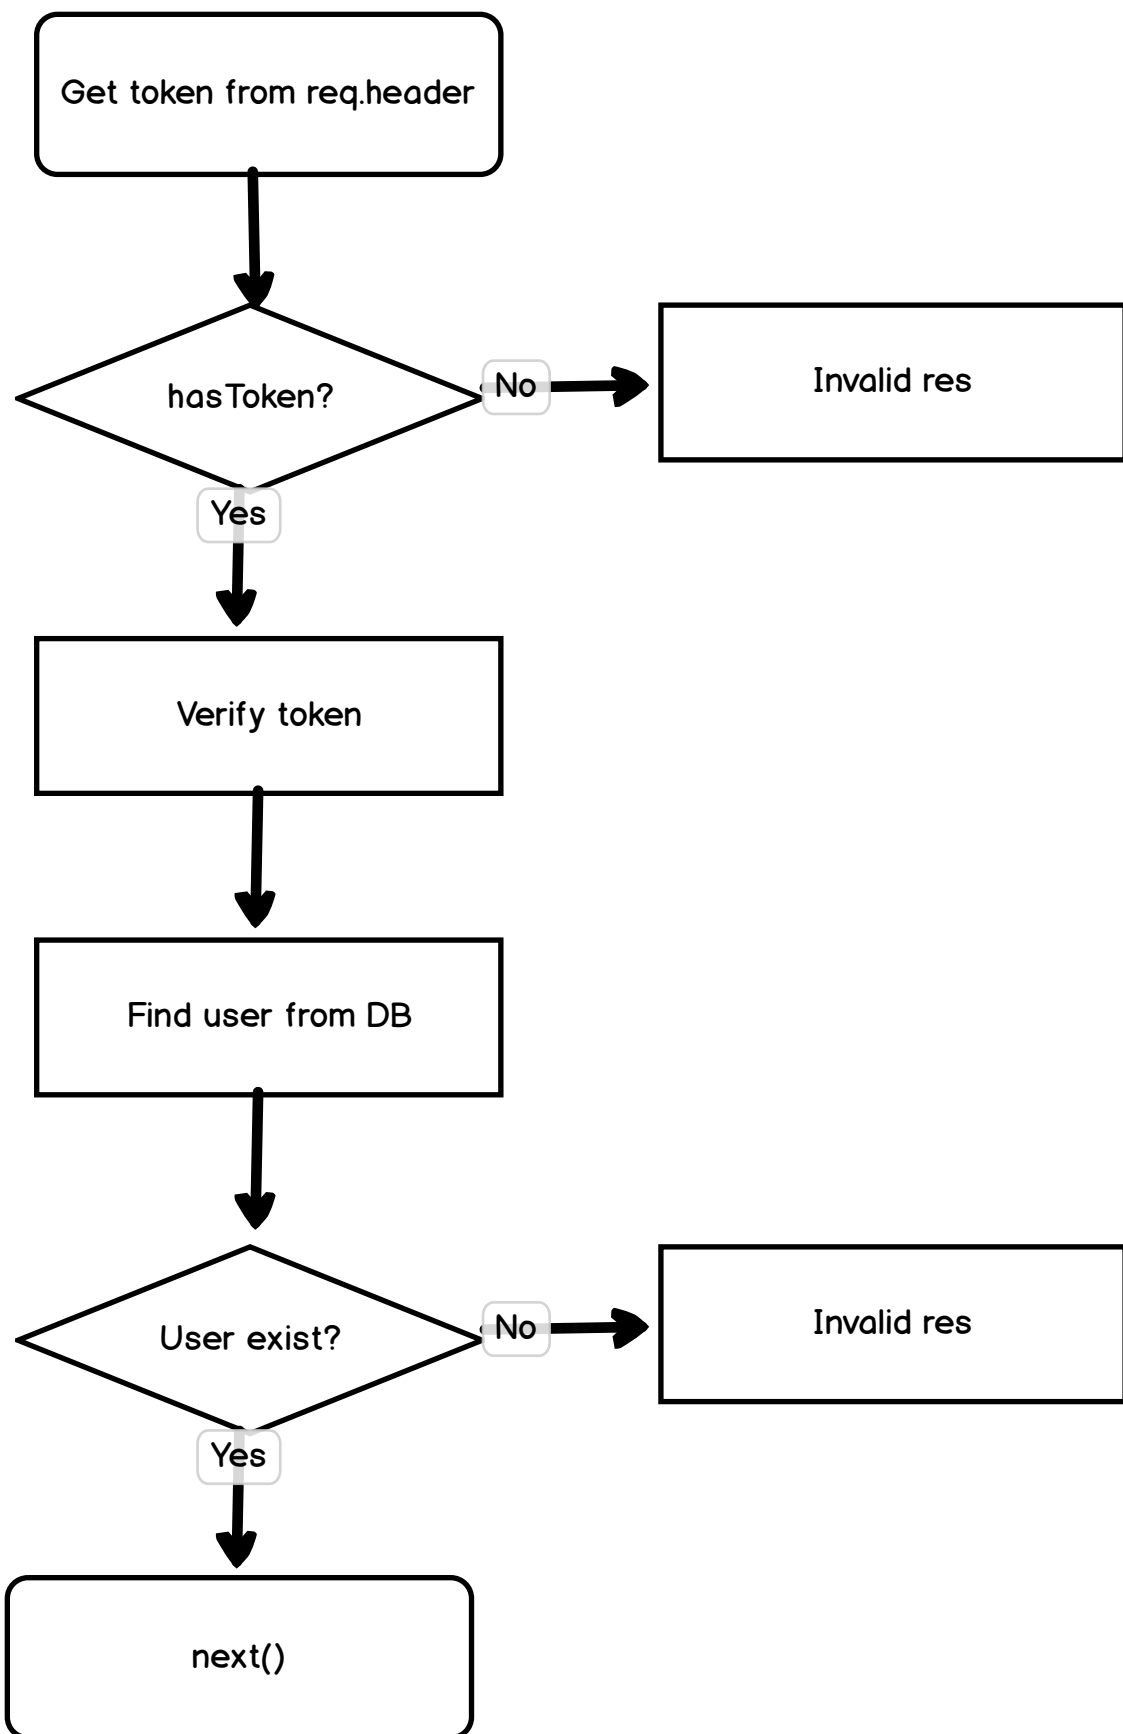 Get token from req.header
hasToken?
No
Invalid res
Yes
Verify token
Find user from DB
User exist?
No
Invalid res
Yes
next()